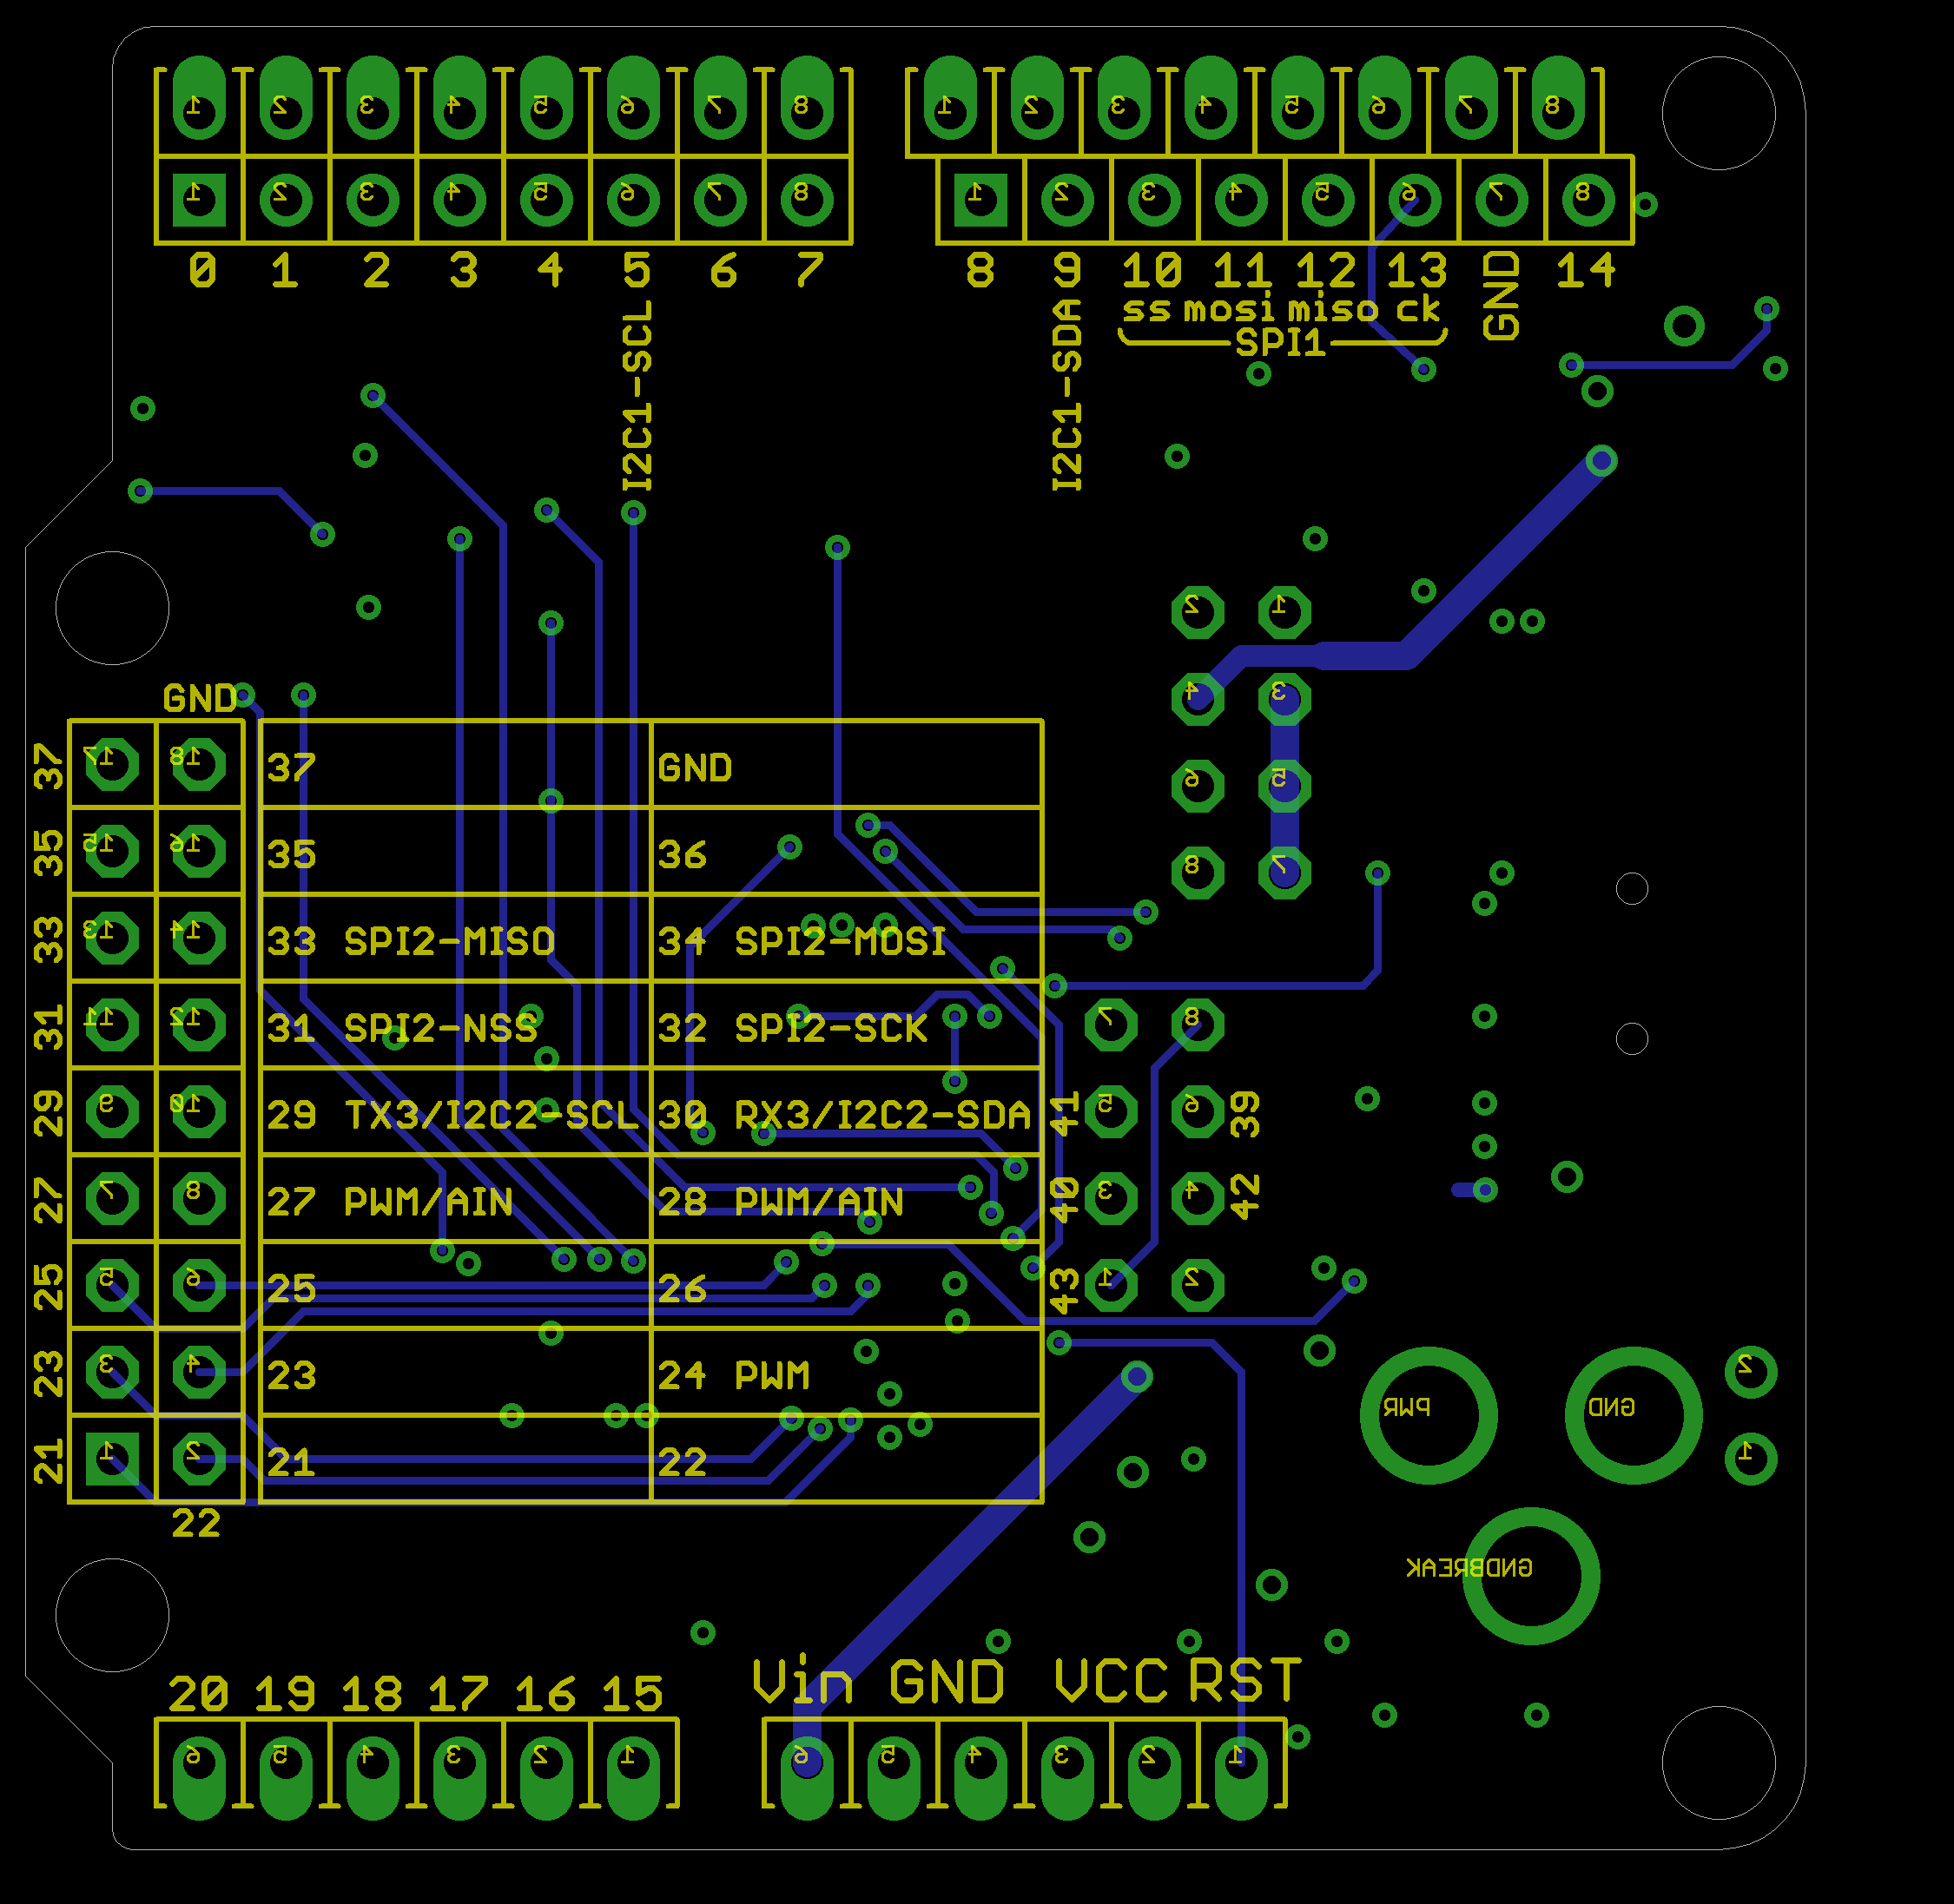 1 2 3 4 5 6 7 8 1 2 3 4 5 6 7 8
1 2 3 4 5 6 7 8 1 2 3 4 5 6 7 8
0 1 2 3 4 5 6 7 8 9 10 11 12 13 GND 14
ss mosi miso ck
SPI1
I2C1-SCL
I2C1-SDA
2 1
4 3
6 5
8 7
GND
37 17 18 37 GND
35 15 16 35 36
33 13 14 33 SPI2-MISO 34 SPI2-MOSI
31 11 12 31 SPI2-NSS 32 SPI2-SCK
29 9 10 29 TX3/I2C2-SCL 30 RX3/I2C2-SDA
27 7 8 27 PWM/AIN 28 PWM/AIN
25 5 6 25 26
23 3 4 23 24 PWM
21 1 2 21 22
22
7 8
41 5 6 39
40 3 4 42
43 1 2
PWR GND 2
1
GNDBREAK
20 19 18 17 16 15 Vin GND VCC RST
6 5 4 3 2 1 6 5 4 3 2 1